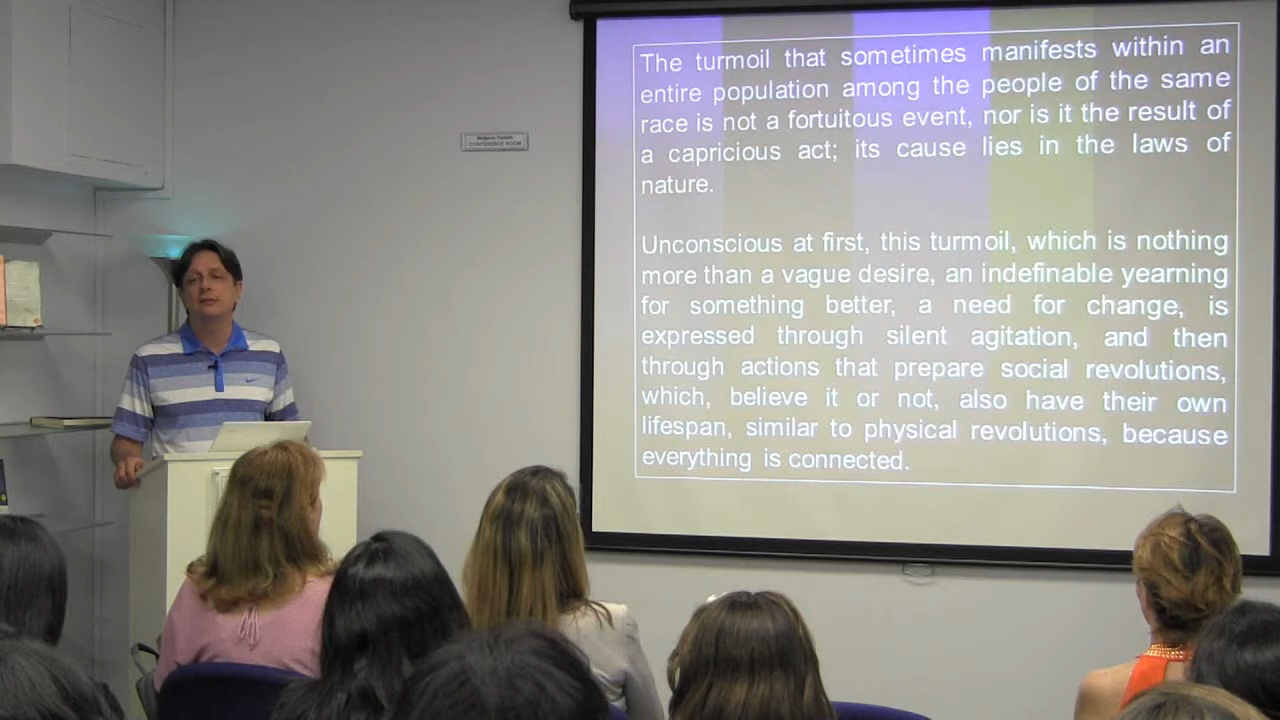 The turmoil that sometimes manifests within an
entire population among the people of the same
race is not a fortuitous event, nor is it the result of
a capricious act; its cause lies in the laws of
nature.
Unconscious at first, this turmoil, which is nothing
more than a vague desire, an indefinable yearning
for something better, a need for change, is
expressed through silent agitation, and then
through actions that prepare social revolutions,
which, believe it or not, also have their own
lifespan, similar to physical revolutions, because
everything is connected.
CONFERENCE ROOM